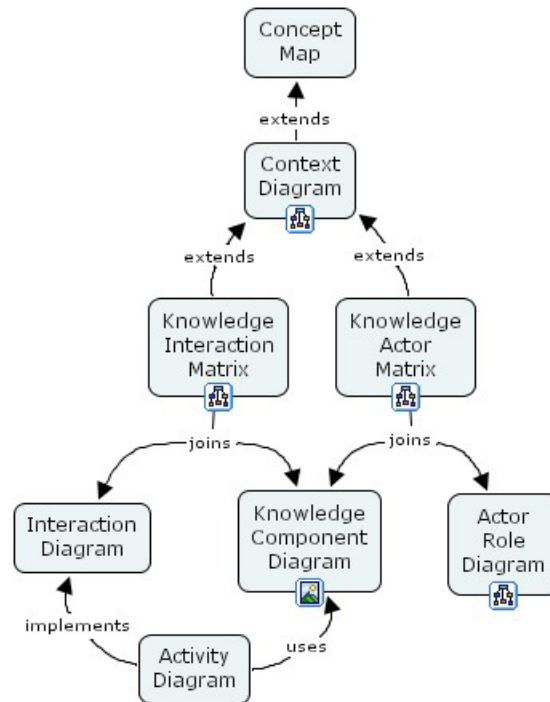 Concept
Map
extends
Context
Diagram
extends
extends
Knowledge
Interaction
Matrix
Knowledge
Actor
Matrix
joins
joins
Interaction
Diagram
Knowledge
Component
Diagram
Actor
Role
Diagram
implements
uses
Activity
Diagram